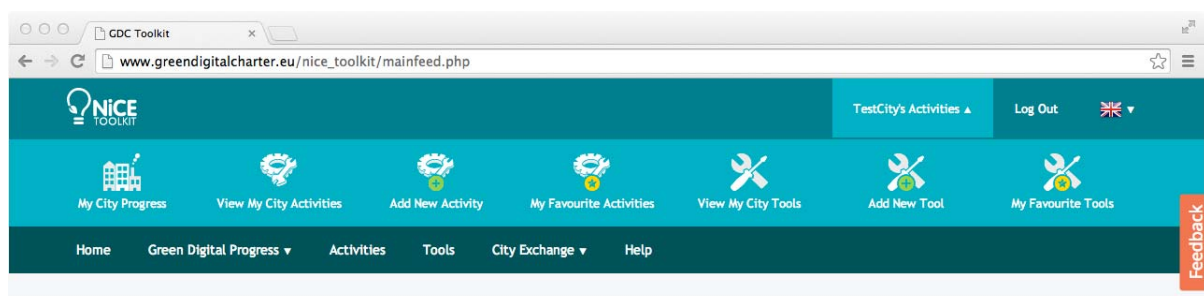 GDC Toolkit
www.greendigitalcharter.eu/nice_toolkit/mainfeed.php
NiCE
TOOLKIT
TestCity's Activities ▴ Log Out ▾
My City Progress View My City Activities Add New Activity My Favourite Activities View My City Tools Add New Tool My Favourite Tools
Home Green Digital Progress ▾ Activities Tools City Exchange ▾ Help
Feedback